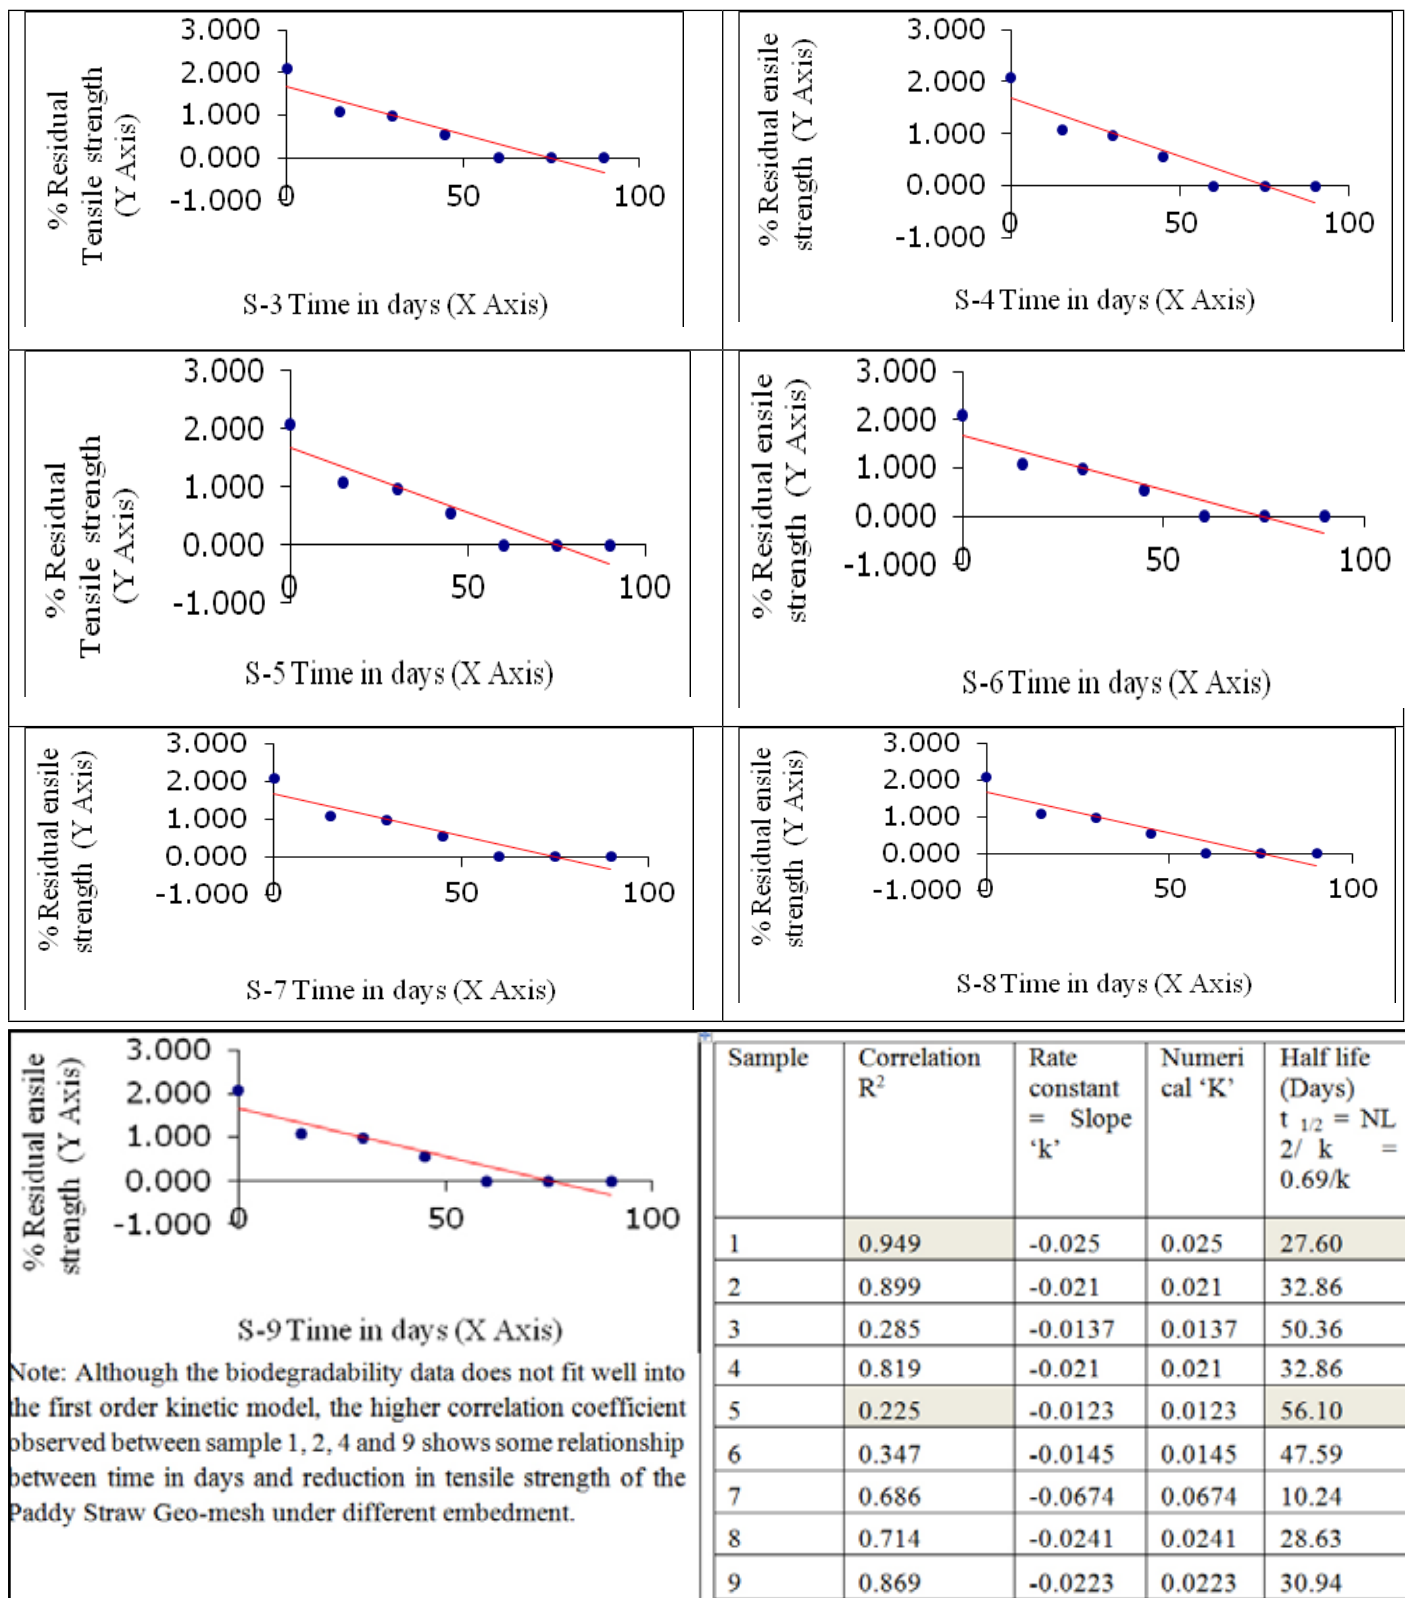 3.000
2.000
1.000
0.000
-1.000
0
50
100
% Residual
Tensile strength
(Y Axis)
S-3 Time in days (X Axis)
3.000
2.000
1.000
0.000
-1.000
0
50
100
% Residual ensile
strength (Y Axis)
S-4 Time in days (X Axis)
3.000
2.000
1.000
0.000
-1.000
0
50
100
% Residual
Tensile strength
(Y Axis)
S-5 Time in days (X Axis)
3.000
2.000
1.000
0.000
-1.000
0
50
100
% Residual ensile
strength (Y Axis)
S-6 Time in days (X Axis)
3.000
2.000
1.000
0.000
-1.000
0
50
100
% Residual ensile
strength (Y Axis)
S-7 Time in days (X Axis)
3.000
2.000
1.000
0.000
-1.000
0
50
100
% Residual ensile
strength (Y Axis)
S-8 Time in days (X Axis)
3.000
2.000
1.000
0.000
-1.000
0
50
100
% Residual ensile
strength (Y Axis)
S-9 Time in days (X Axis)
Note: Although the biodegradability data does not fit well into
the first order kinetic model, the higher correlation coefficient
observed between sample 1, 2, 4 and 9 shows some relationship
between time in days and reduction in tensile strength of the
Paddy Straw Geo-mesh under different embedment.
Sample
Correlation
R²
Rate
constant
= Slope
‘k’
Numeri
cal ‘K’
Half life
(Days)
t 1/2 = NL
2/ k =
0.69/k
1 0.949 -0.025 0.025 27.60
2 0.899 -0.021 0.021 32.86
3 0.285 -0.0137 0.0137 50.36
4 0.819 -0.021 0.021 32.86
5 0.225 -0.0123 0.0123 56.10
6 0.347 -0.0145 0.0145 47.59
7 0.686 -0.0674 0.0674 10.24
8 0.714 -0.0241 0.0241 28.63
9 0.869 -0.0223 0.0223 30.94